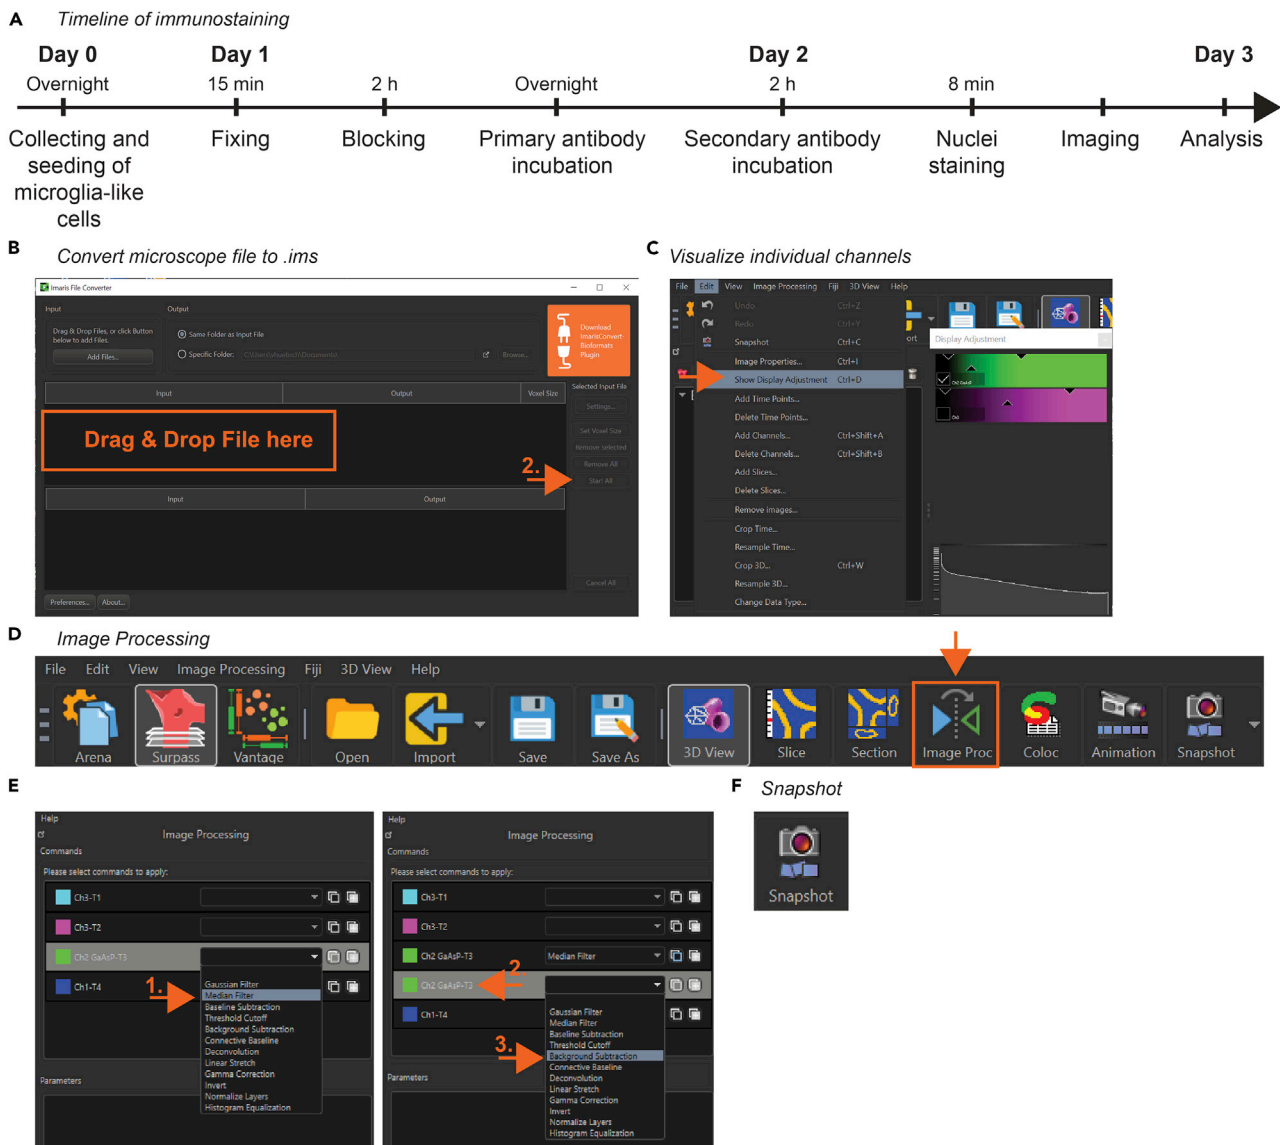 A Timeline of immunostaining
Day 0 Day 1 Day 2 Day 3
Overnight 15 min 2 h Overnight 2 h 8 min
Collecting and seeding of microglia-like cells
Fixing
Blocking
Primary antibody incubation
Secondary antibody incubation
Nuclei staining
Imaging
Analysis
B Convert microscope file to .ims
Imaris File Converter
Input
Drag & Drop Files, or click Button
below to add Files.
Add Files...
Output
Same Folder as Input File
Specific Folder:
Browse...
Download
ImarisConvert-
Bioformats
Plugin
Input Output Voxel Size
Selected Input File
Settings...
Set Voxel Size
Remove Selected
Remove All
Start All
Drag & Drop File here
2.
Input Output
Cancel All
Preferences... About...
C Visualize individual channels
File Edit View Image Processing Fiji 3D View Help
Undo Ctrl+Z
Redo Ctrl+Y
Snapshot Ctrl+C
Image Properties... Ctrl+I
Show Display Adjustment Ctrl+D
Add Time Points...
Delete Time Points...
Add Channels... Ctrl+Shift+A
Delete Channels... Ctrl+Shift+B
Add Slices...
Delete Slices...
Remove images...
Crop Time...
Resample Time...
Crop 3D... Ctrl+W
Resample 3D...
Change Data Type...
ort
Display Adjustment
D Image Processing
File Edit View Image Processing Fiji 3D View Help
Arena Surpass Vantage Open Import Save Save As 3D View Slice Section Image Proc Coloc Animation Snapshot
E
Help
Image Processing
Commands
Please select commands to apply:
Ch3-T1
Ch3-T2
Ch2 GaAsP-T3
Ch1-T4
1.
Gaussian Filter
Median Filter
Baseline Subtraction
Threshold Cutoff
Background Subtraction
Connective Baseline
Deconvolution
Linear Stretch
Gamma Correction
Invert
Normalize Layers
Histogram Equalization
Parameters
Help
Image Processing
Commands
Please select commands to apply:
Ch3-T1
Ch3-T2
Ch2 GaAsP-T3 Median Filter
Ch2 GaAsP-T3 2.
Ch1-T4
3.
Gaussian Filter
Median Filter
Baseline Subtraction
Threshold Cutoff
Background Subtraction
Connective Baseline
Deconvolution
Linear Stretch
Gamma Correction
Invert
Normalize Layers
Histogram Equalization
Parameters
F Snapshot
Snapshot